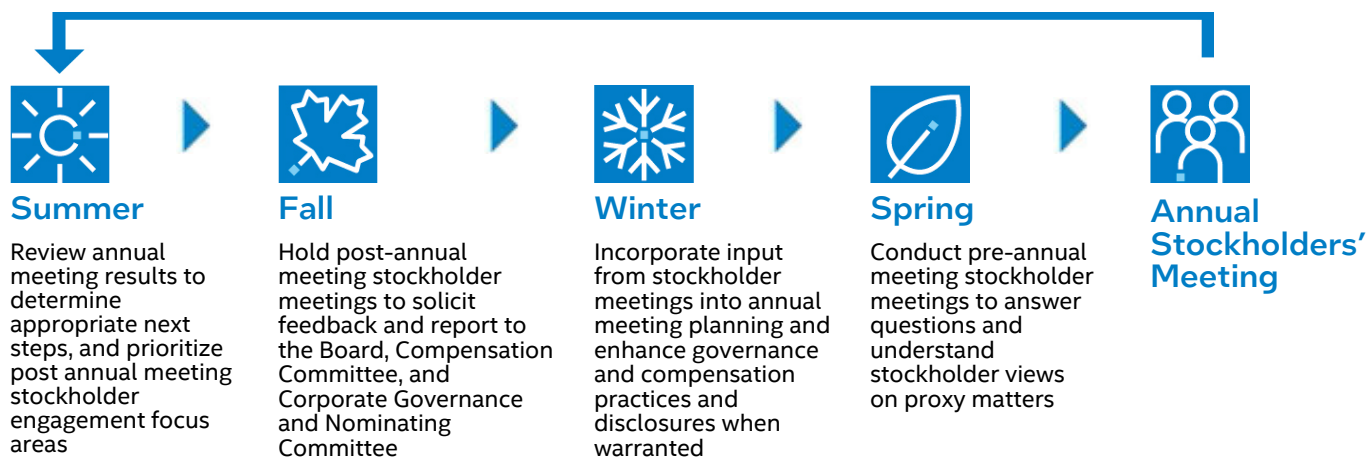 Summer
Review annual
meeting results to
determine
appropriate next
steps, and prioritize
post annual meeting
stockholder
engagement focus
areas
Fall
Hold post-annual
meeting stockholder
meetings to solicit
feedback and report to
the Board, Compensation
Committee, and
Corporate Governance
and Nominating
Committee
Winter
Incorporate input
from stockholder
meetings into annual
meeting planning and
enhance governance
and compensation
practices and
disclosures when
warranted
Spring
Conduct pre-annual
meeting stockholder
meetings to answer
questions and
understand
stockholder views
on proxy matters
Annual
Stockholders’
Meeting